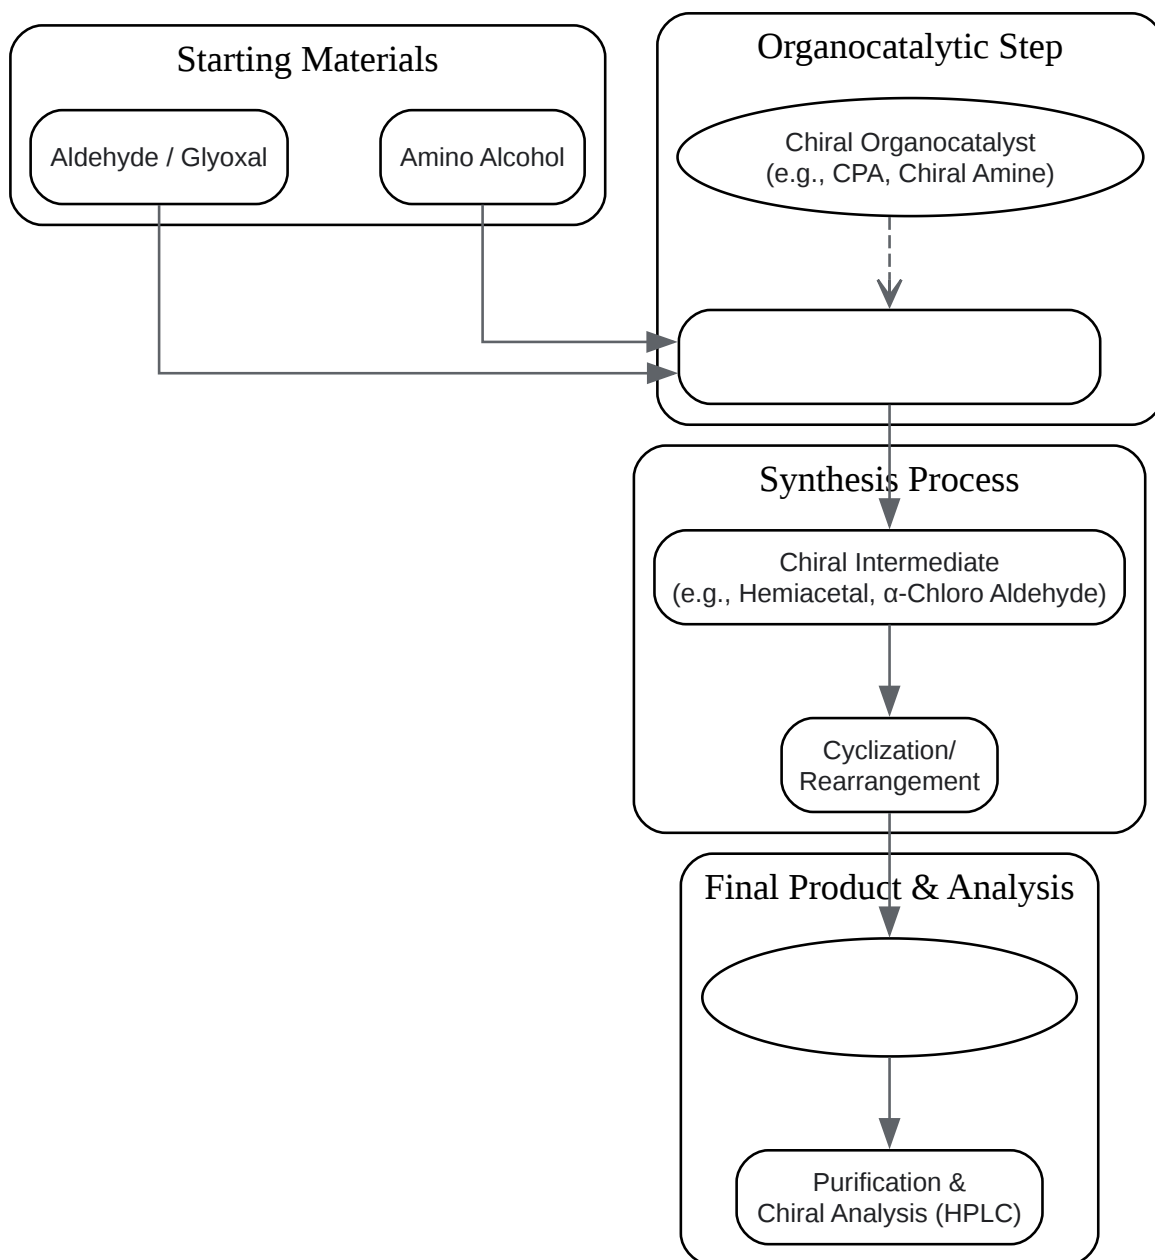 Starting Materials
Aldehyde / Glyoxal
Amino Alcohol
Organocatalytic Step
Chiral Organocatalyst
(e.g., CPA, Chiral Amine)
Synthesis Process
Chiral Intermediate
(e.g., Hemiacetal, α-Chloro Aldehyde)
Cyclization/
Rearrangement
Final Product & Analysis
Purification &
Chiral Analysis (HPLC)